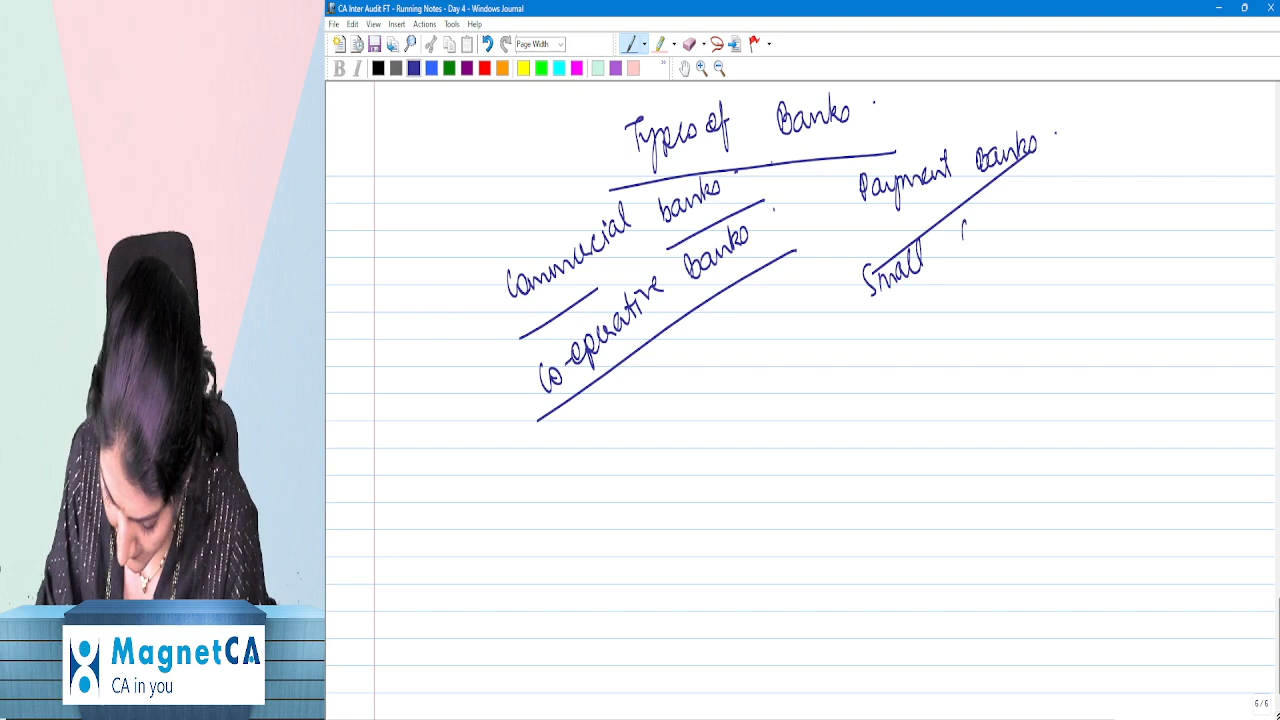 CA Inter Audit FT - Running Notes - Day 4 - Windows Journal
File Edit View Insert Actions Tools Help
Page Width
B I
Types of Banks.
Commercial banks.
Co-operative Banks.
Payment Banks.
Small
MagnetCA
CA in you
6/6